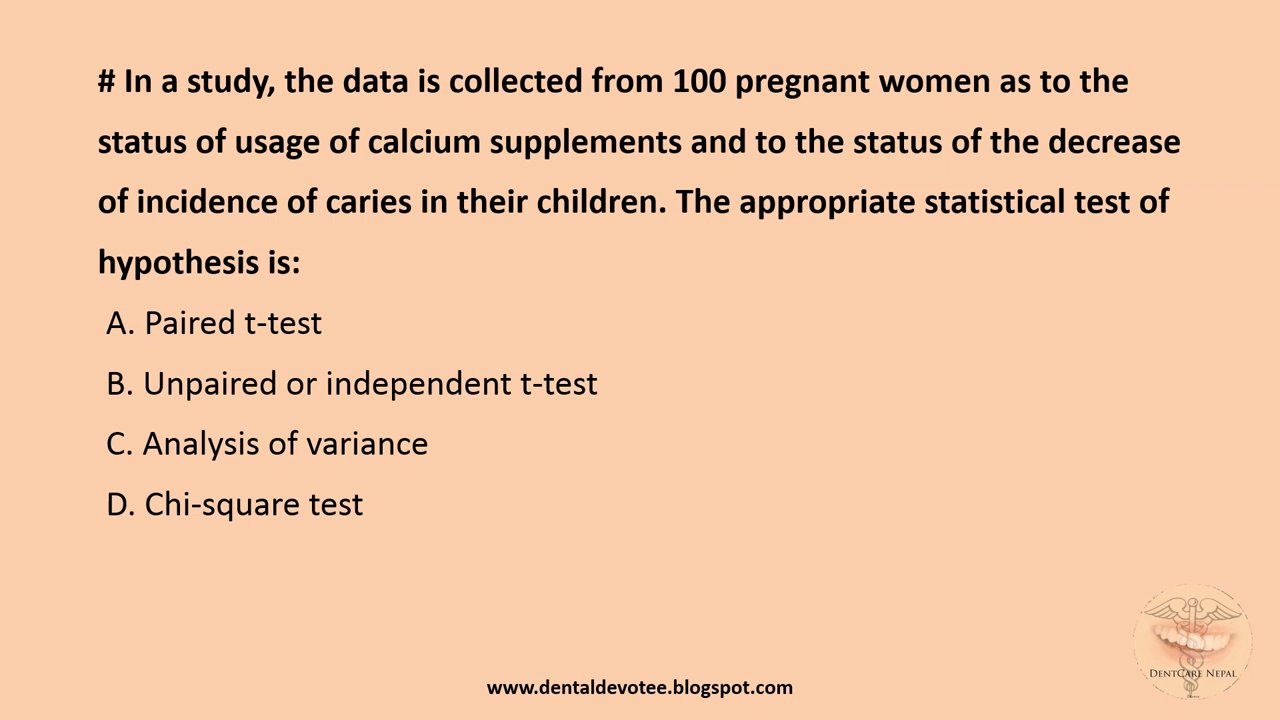 # In a study, the data is collected from 100 pregnant women as to the
status of usage of calcium supplements and to the status of the decrease
of incidence of caries in their children. The appropriate statistical test of
hypothesis is:
A. Paired t-test
B. Unpaired or independent t-test
C. Analysis of variance
D. Chi-square test
DentCare Nepal
www.dentaldevotee.blogspot.com